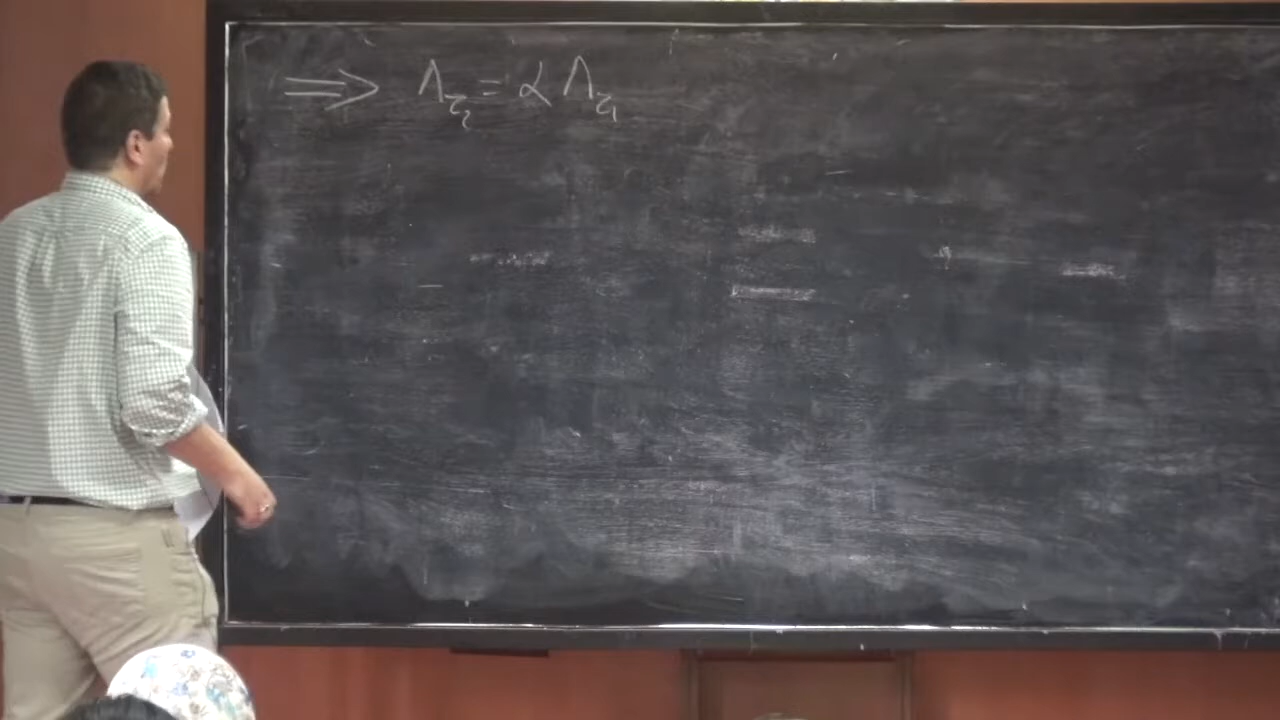 ⟹ Λ_τ₂ = α Λ_τ₁